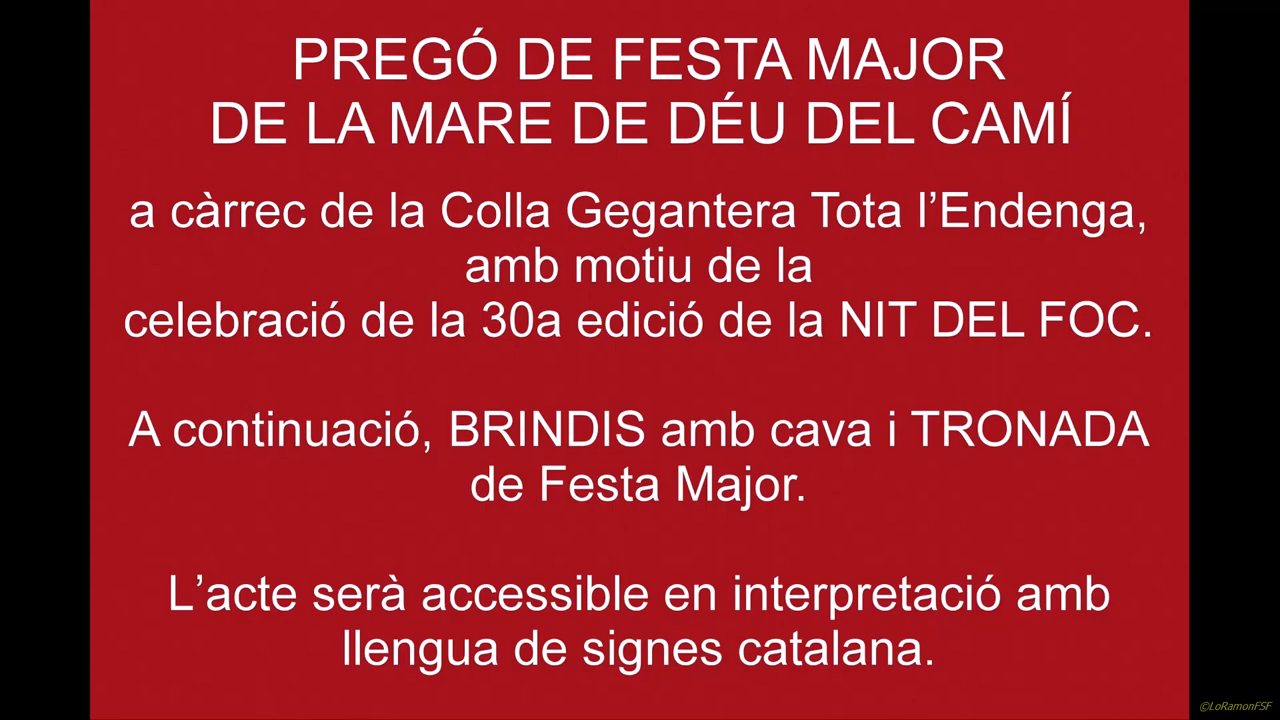 PREGÓ DE FESTA MAJOR
DE LA MARE DE DÉU DEL CAMÍ
a càrrec de la Colla Gegantera Tota l’Endenga,
amb motiu de la
celebració de la 30a edició de la NIT DEL FOC.
A continuació, BRINDIS amb cava i TRONADA
de Festa Major.
L’acte serà accessible en interpretació amb
llengua de signes catalana.
©LoRamonFSF